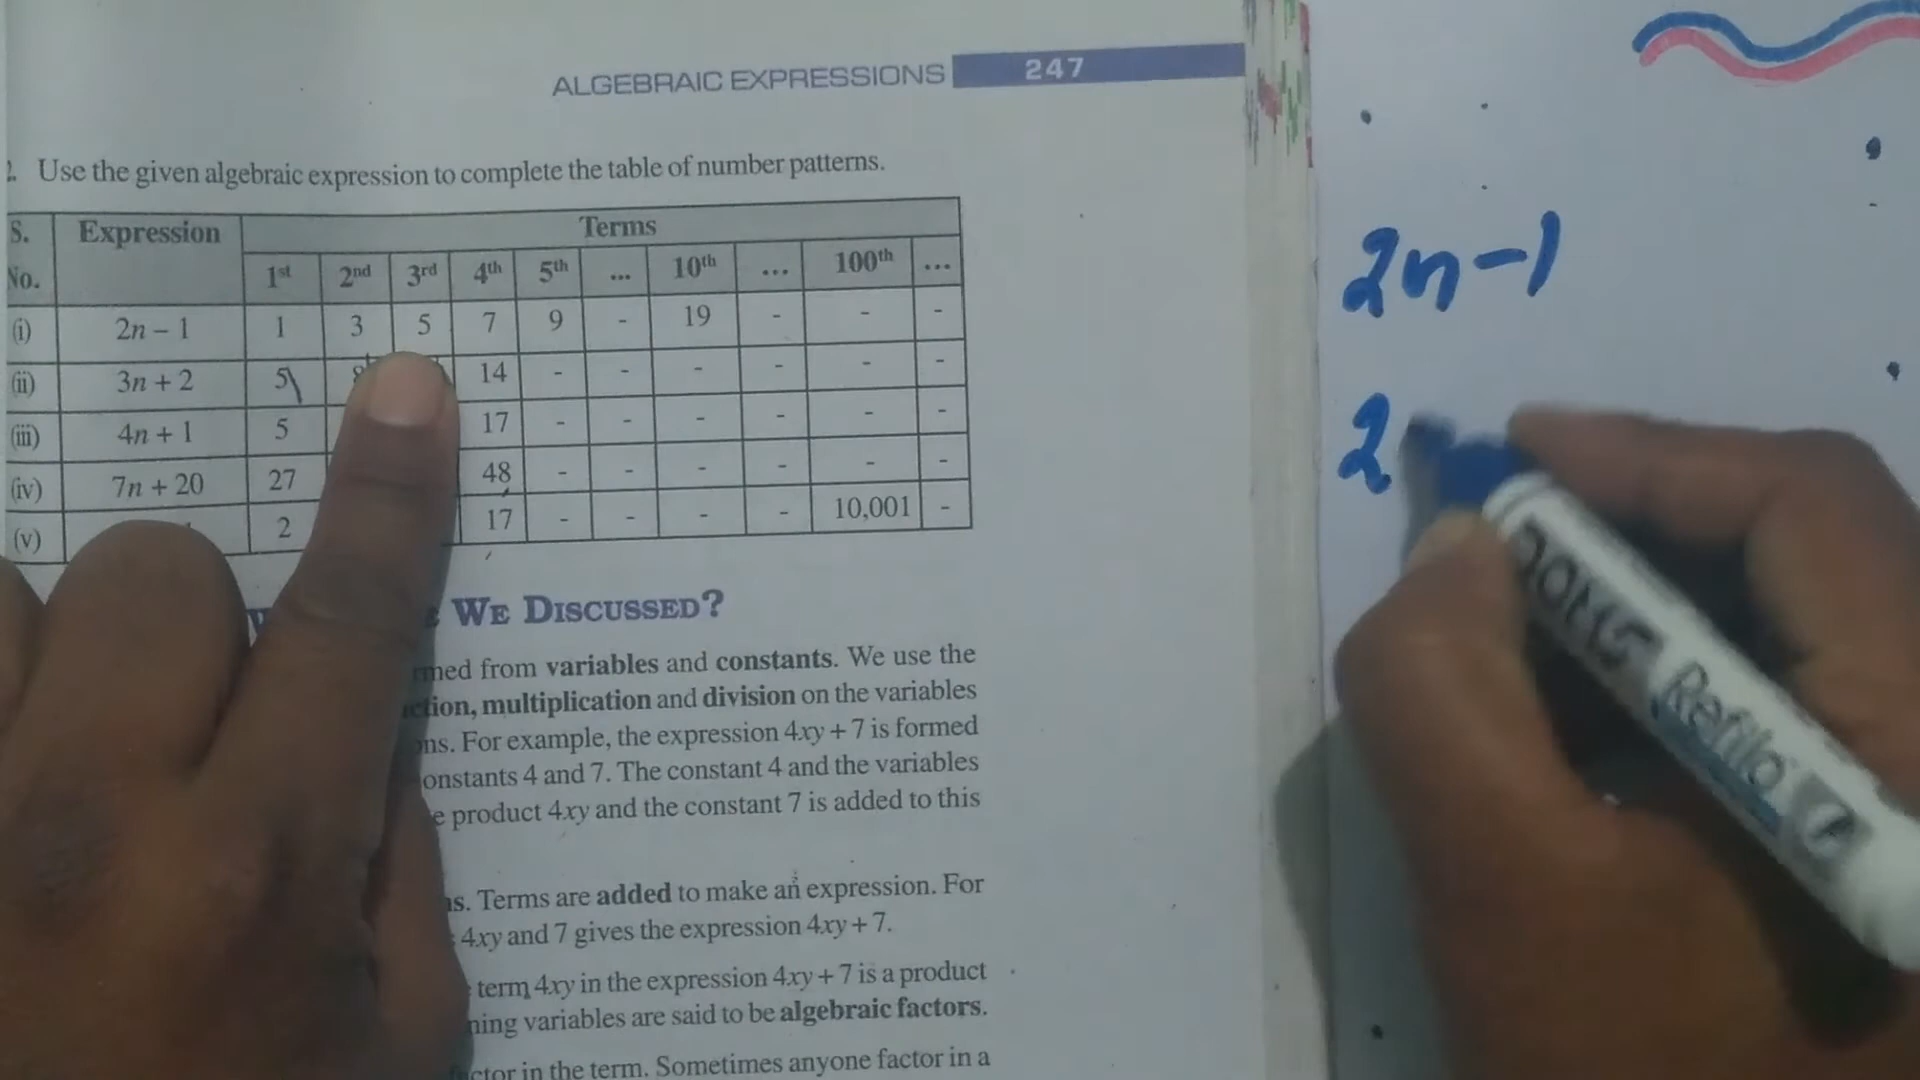 ALGEBRAIC EXPRESSIONS 247
2. Use the given algebraic expression to complete the table of number patterns.
S. No. Expression Terms
1st 2nd 3rd 4th 5th ... 10th ... 100th ...
(i) 2n – 1 1 3 5 7 9 - 19 - - -
(ii) 3n + 2 5 14 - - - - - -
(iii) 4n + 1 5 17 - - - - - -
(iv) 7n + 20 27 48 - - - - - -
(v) 2 17 - - - - 10,001 -
WE DISCUSSED?
from variables and constants. We use the
multiplication and division on the variables
For example, the expression 4xy + 7 is formed
4 and 7. The constant 4 and the variables
product 4xy and the constant 7 is added to this
Terms are added to make an expression. For
4xy and 7 gives the expression 4xy + 7.
term 4xy in the expression 4xy + 7 is a product
variables are said to be algebraic factors.
in the term. Sometimes anyone factor in a
2n-1
2
Refilo